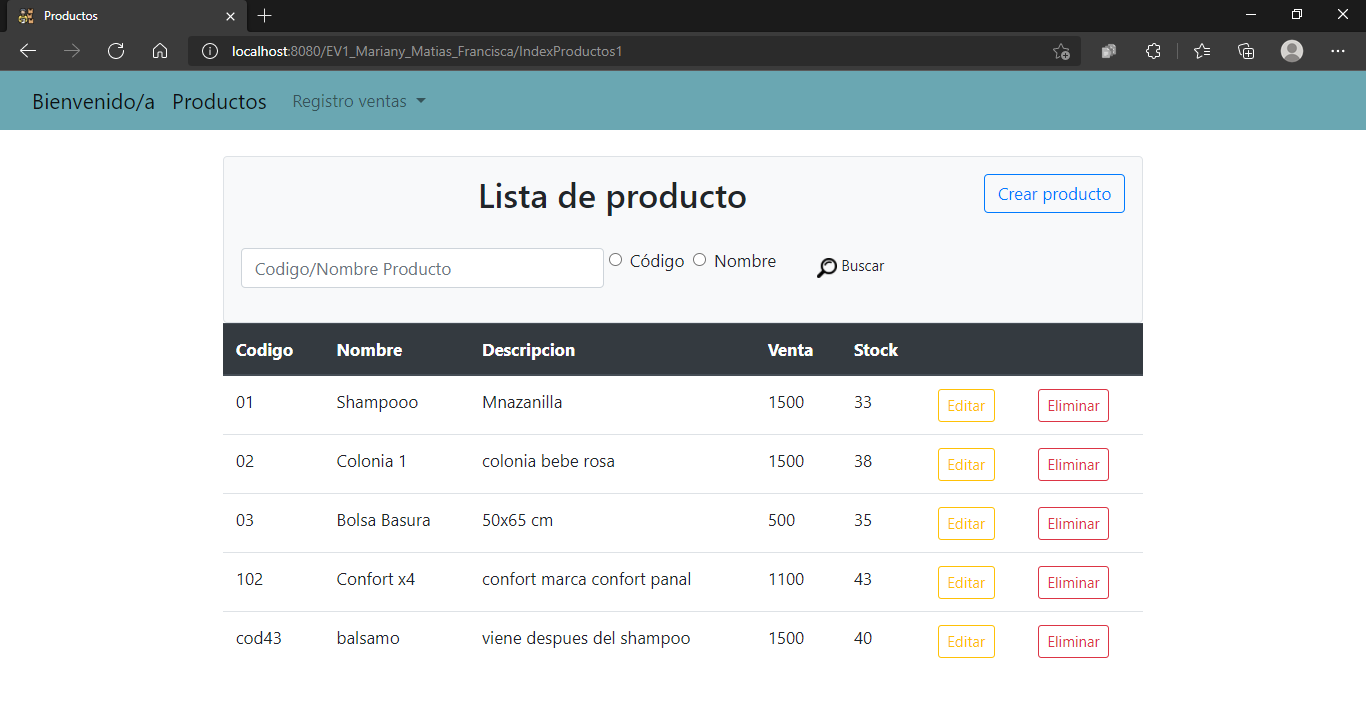 Productos
localhost:8080/EV1_Mariany_Matias_Francisca/IndexProductos1
Bienvenido/a Productos Registro ventas
Lista de producto
Crear producto
Codigo/Nombre Producto Código Nombre Buscar
Codigo Nombre Descripcion Venta Stock
01 Shampooo Mnazanilla 1500 33 Editar Eliminar
02 Colonia 1 colonia bebe rosa 1500 38 Editar Eliminar
03 Bolsa Basura 50x65 cm 500 35 Editar Eliminar
102 Confort x4 confort marca confort panal 1100 43 Editar Eliminar
cod43 balsamo viene despues del shampoo 1500 40 Editar Eliminar